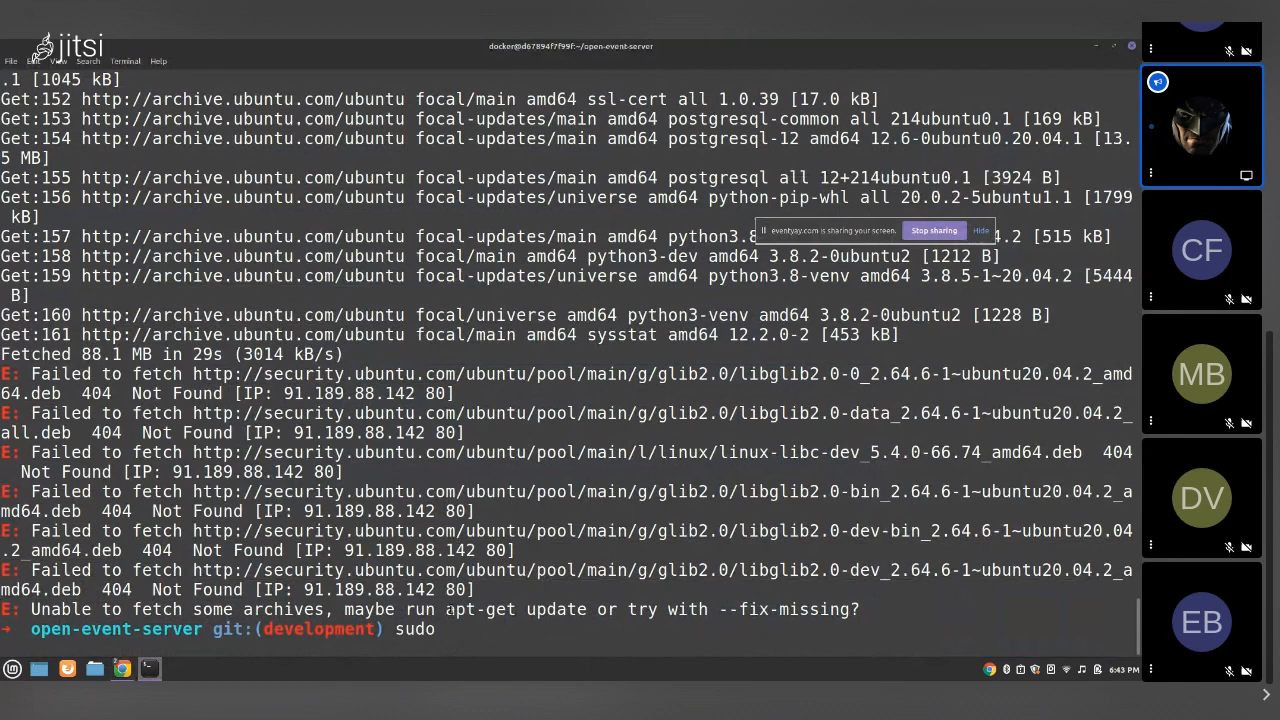 jitsi
docker@d67894f7f99f:~/open-event-server
File Edit View Search Terminal Help
.1 [1045 kB]
Get:152 http://archive.ubuntu.com/ubuntu focal/main amd64 ssl-cert all 1.0.39 [17.0 kB]
Get:153 http://archive.ubuntu.com/ubuntu focal-updates/main amd64 postgresql-common all 214ubuntu0.1 [169 kB]
Get:154 http://archive.ubuntu.com/ubuntu focal-updates/main amd64 postgresql-12 amd64 12.6-0ubuntu0.20.04.1 [13.
5 MB]
Get:155 http://archive.ubuntu.com/ubuntu focal-updates/main amd64 postgresql all 12+214ubuntu0.1 [3924 B]
Get:156 http://archive.ubuntu.com/ubuntu focal-updates/universe amd64 python-pip-whl all 20.0.2-5ubuntu1.1 [1799
kB]
Get:157 http://archive.ubuntu.com/ubuntu focal-updates/main amd64 python3.8 4.2 [515 kB]
eventyay.com is sharing your screen. Stop sharing Hide
Get:158 http://archive.ubuntu.com/ubuntu focal/main amd64 python3-dev amd64 3.8.2-0ubuntu2 [1212 B]
Get:159 http://archive.ubuntu.com/ubuntu focal-updates/universe amd64 python3.8-venv amd64 3.8.5-1~20.04.2 [5444
B]
Get:160 http://archive.ubuntu.com/ubuntu focal/universe amd64 python3-venv amd64 3.8.2-0ubuntu2 [1228 B]
Get:161 http://archive.ubuntu.com/ubuntu focal/main amd64 sysstat amd64 12.2.0-2 [453 kB]
Fetched 88.1 MB in 29s (3014 kB/s)
E: Failed to fetch http://security.ubuntu.com/ubuntu/pool/main/g/glib2.0/libglib2.0-0_2.64.6-1~ubuntu20.04.2_amd
64.deb 404 Not Found [IP: 91.189.88.142 80]
E: Failed to fetch http://security.ubuntu.com/ubuntu/pool/main/g/glib2.0/libglib2.0-data_2.64.6-1~ubuntu20.04.2_
all.deb 404 Not Found [IP: 91.189.88.142 80]
E: Failed to fetch http://security.ubuntu.com/ubuntu/pool/main/l/linux/linux-libc-dev_5.4.0-66.74_amd64.deb 404
Not Found [IP: 91.189.88.142 80]
E: Failed to fetch http://security.ubuntu.com/ubuntu/pool/main/g/glib2.0/libglib2.0-bin_2.64.6-1~ubuntu20.04.2_a
md64.deb 404 Not Found [IP: 91.189.88.142 80]
E: Failed to fetch http://security.ubuntu.com/ubuntu/pool/main/g/glib2.0/libglib2.0-dev-bin_2.64.6-1~ubuntu20.04
.2_amd64.deb 404 Not Found [IP: 91.189.88.142 80]
E: Failed to fetch http://security.ubuntu.com/ubuntu/pool/main/g/glib2.0/libglib2.0-dev_2.64.6-1~ubuntu20.04.2_a
md64.deb 404 Not Found [IP: 91.189.88.142 80]
E: Unable to fetch some archives, maybe run apt-get update or try with --fix-missing?
➜ open-event-server git:(development) sudo
6:43 PM
CF
MB
DV
EB